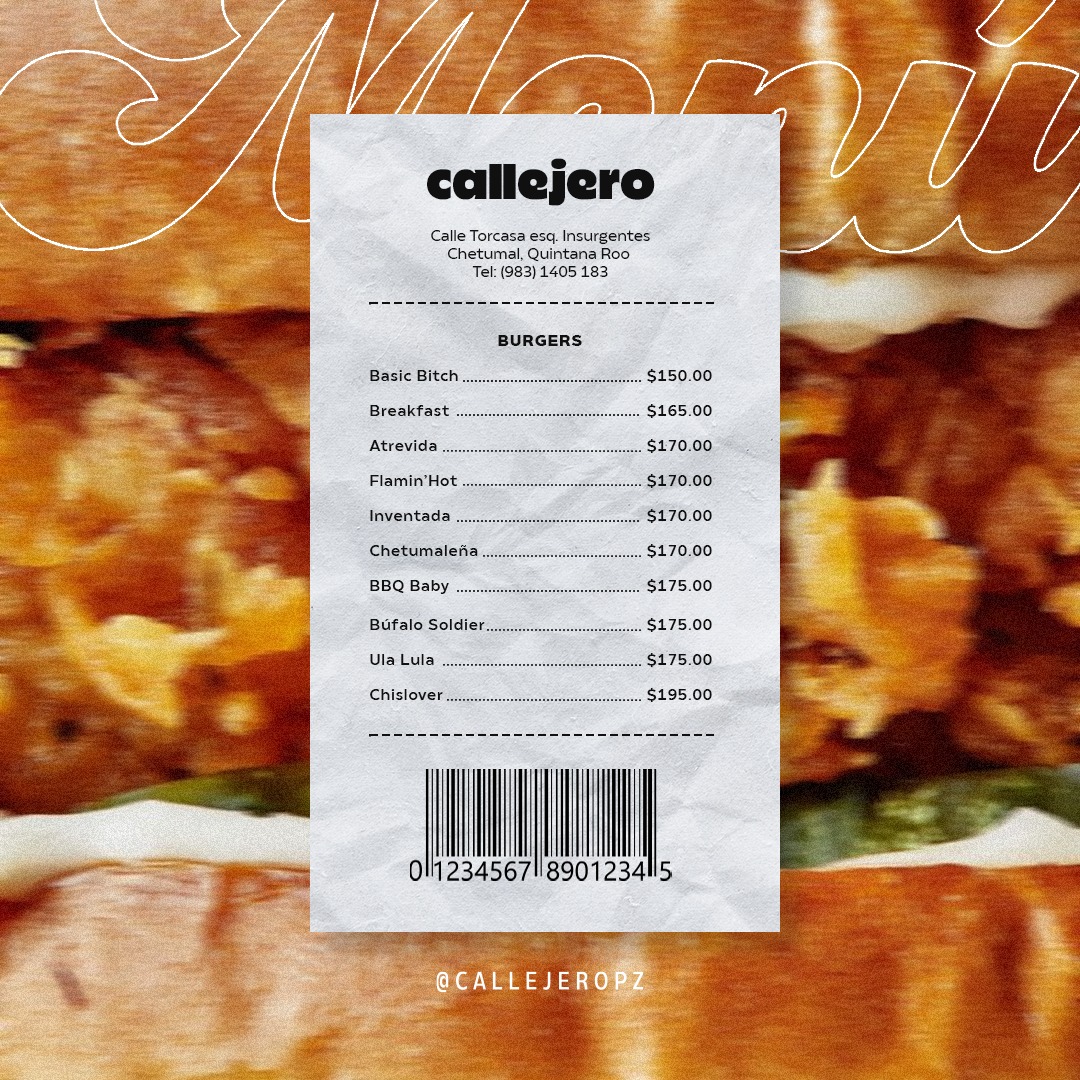 Menú
callejero
Calle Torcasa esq. Insurgentes
Chetumal, Quintana Roo
Tel: (983) 1405 183
BURGERS
Basic Bitch ........ $150.00
Breakfast ........ $165.00
Atrevida ........ $170.00
Flamin'Hot ........ $170.00
Inventada ........ $170.00
Chetumaleña ........ $170.00
BBQ Baby ........ $175.00
Búfalo Soldier ........ $175.00
Ula Lula ........ $175.00
Chislover ........ $195.00
0 1234567 8901234 5
@CALLEJEROPZ